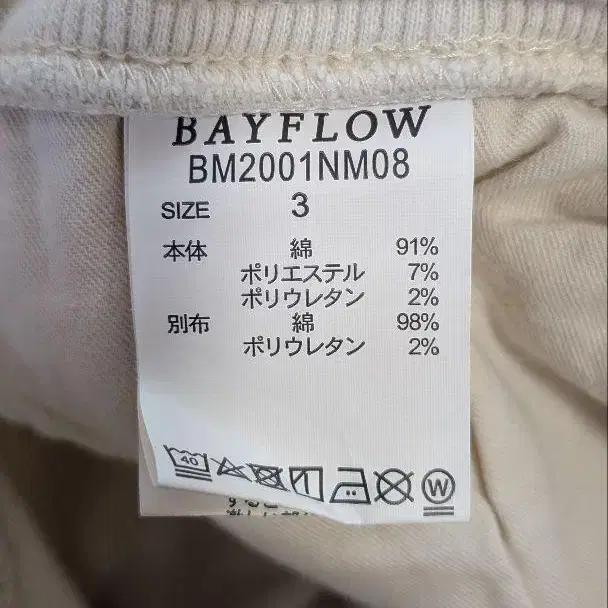 BAYFLOW
BM2001NM08
SIZE 3
本体 綿 91%
ポリエステル 7%
ポリウレタン 2%
別布 綿 98%
ポリウレタン 2%
40
W